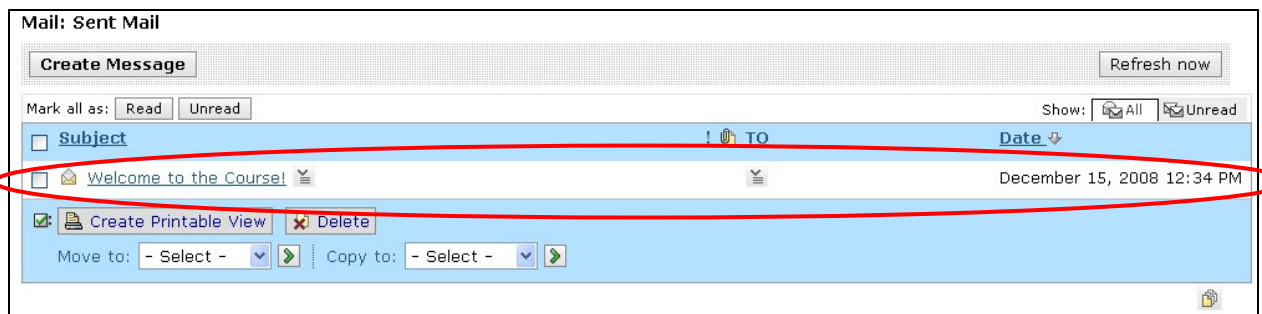 Mail: Sent Mail
Create Message Refresh now
Mark all as: Read Unread Show: All Unread
Subject ! TO Date
Welcome to the Course! December 15, 2008 12:34 PM
: Create Printable View Delete
Move to: - Select - Copy to: - Select -